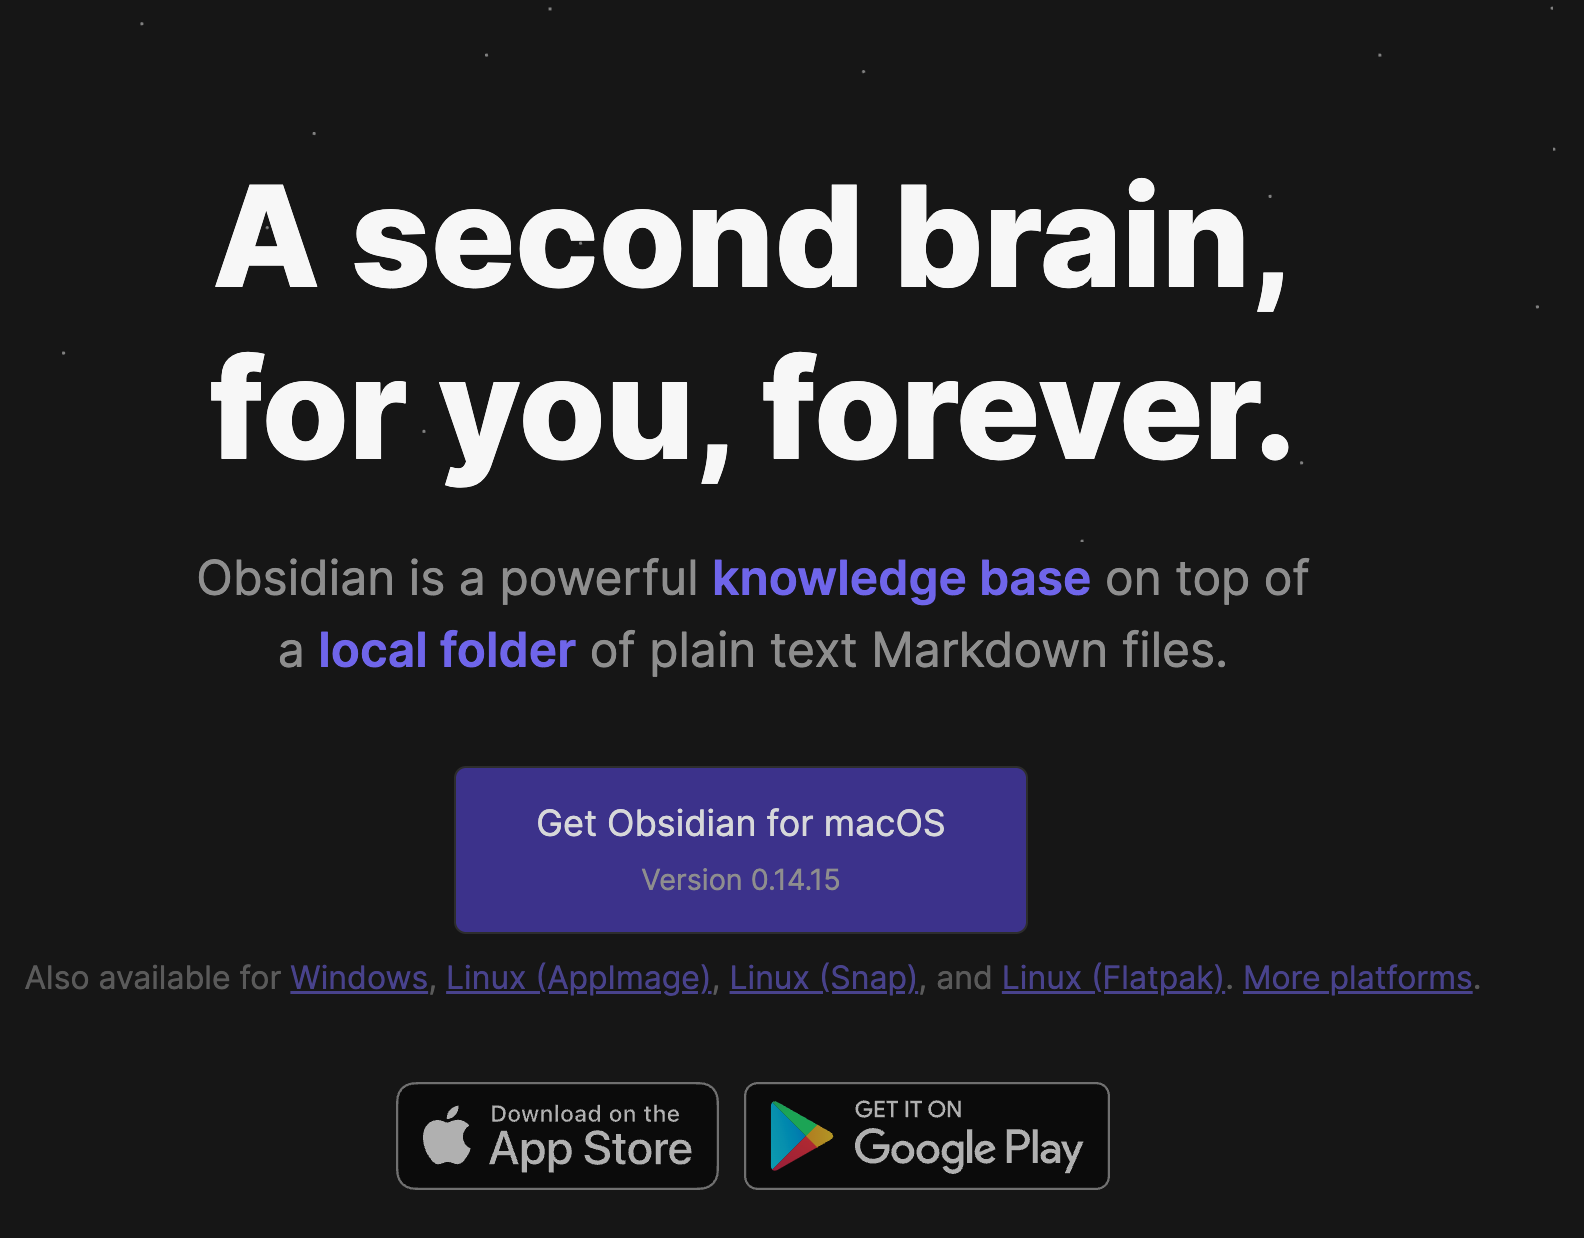 A second brain,
for you, forever.
Obsidian is a powerful knowledge base on top of
a local folder of plain text Markdown files.
Get Obsidian for macOS
Version 0.14.15
Also available for Windows, Linux (AppImage), Linux (Snap), and Linux (Flatpak). More platforms.
Download on the
App Store
GET IT ON
Google Play